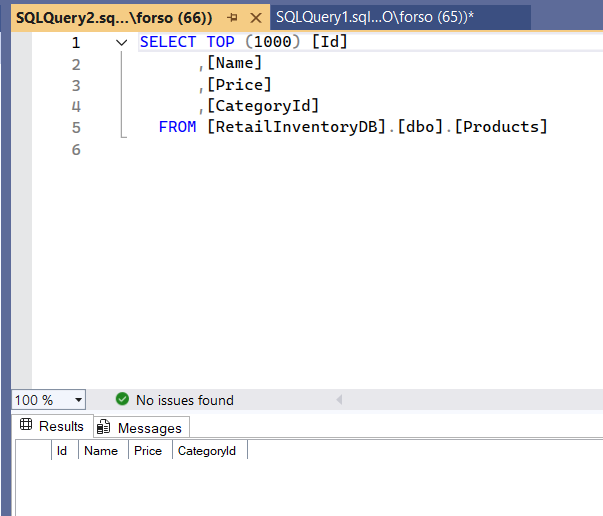 SQLQuery2.sq...\forso (66)) SQLQuery1.sql...O\forso (65))*
1 SELECT TOP (1000) [Id]
2 ,[Name]
3 ,[Price]
4 ,[CategoryId]
5 FROM [RetailInventoryDB].[dbo].[Products]
6
100 % No issues found
Results Messages
Id Name Price CategoryId